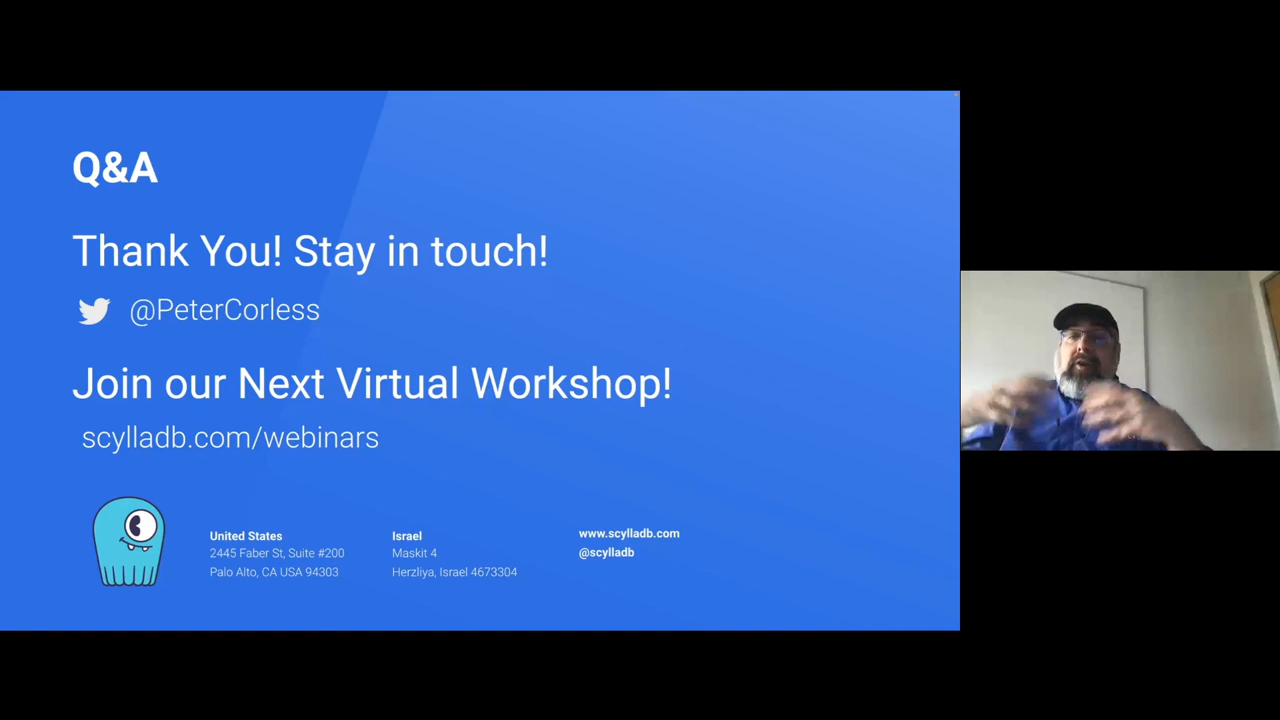 Q&A
Thank You! Stay in touch!
@PeterCorless
Join our Next Virtual Workshop!
scylladb.com/webinars
United States
2445 Faber St, Suite #200
Palo Alto, CA USA 94303
Israel
Maskit 4
Herzliya, Israel 4673304
www.scylladb.com
@scylladb